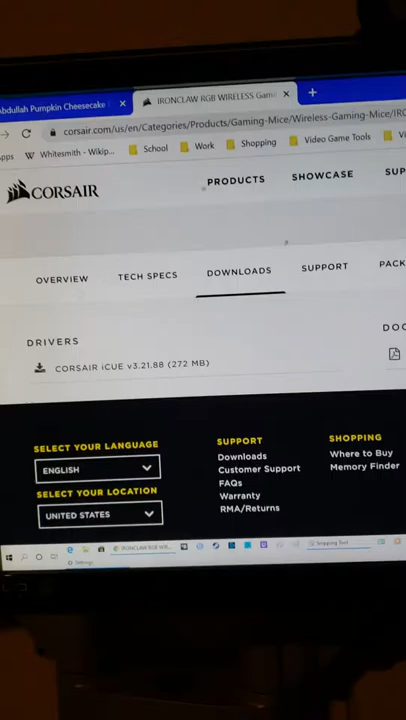 Abdullah Pumpkin Cheesecake
IRONCLAW RGB WIRELESS Gam
corsair.com/us/en/Categories/Products/Gaming-Mice/Wireless-Gaming-Mice/IRO
pps
Whitesmith - Wikip...
School
Work
Shopping
Video Game Tools
Vi
CORSAIR
PRODUCTS
SHOWCASE
SUP
OVERVIEW
TECH SPECS
DOWNLOADS
SUPPORT
PACK
DRIVERS
DOC
CORSAIR iCUE v3.21.88 (272 MB)
SELECT YOUR LANGUAGE
ENGLISH
SELECT YOUR LOCATION
UNITED STATES
SUPPORT
Downloads
Customer Support
FAQs
Warranty
RMA/Returns
SHOPPING
Where to Buy
Memory Finder
IRONCLAW RGB WIR...
Snipping Tool
Settings